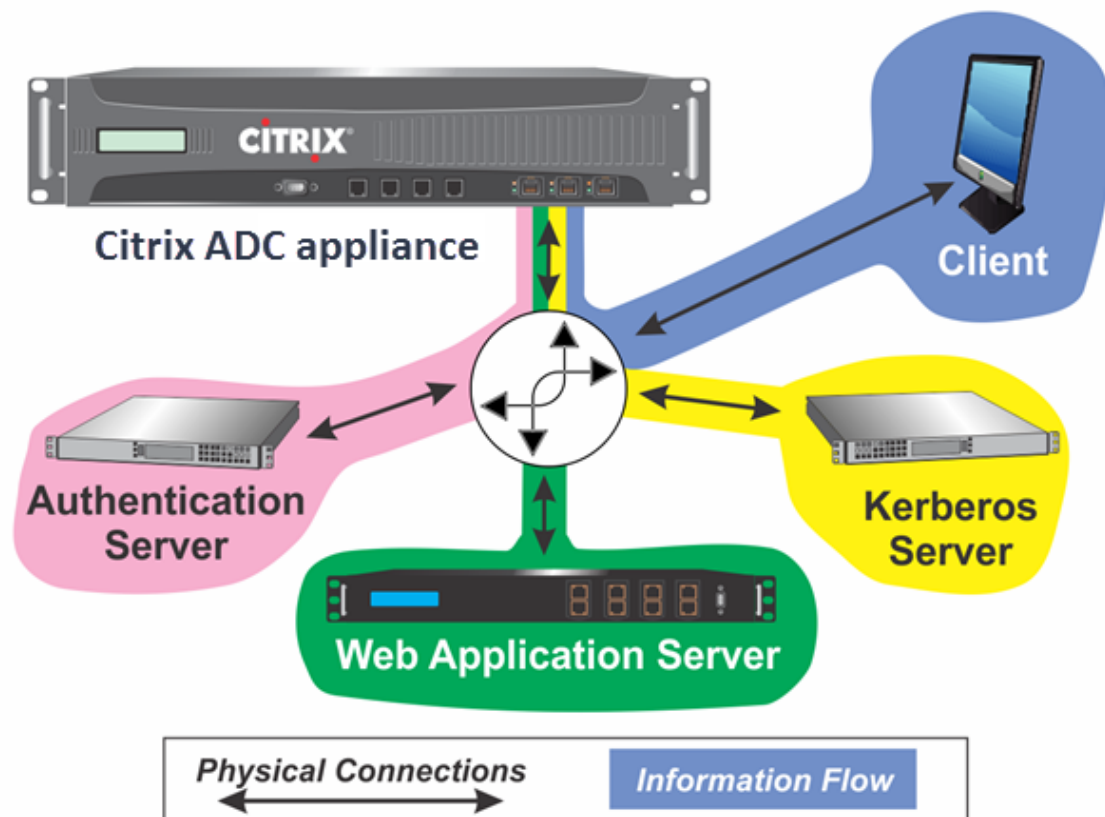 CITRIX®
Citrix ADC appliance
Client
Authentication
Server
Kerberos
Server
Web Application Server
Physical Connections
Information Flow